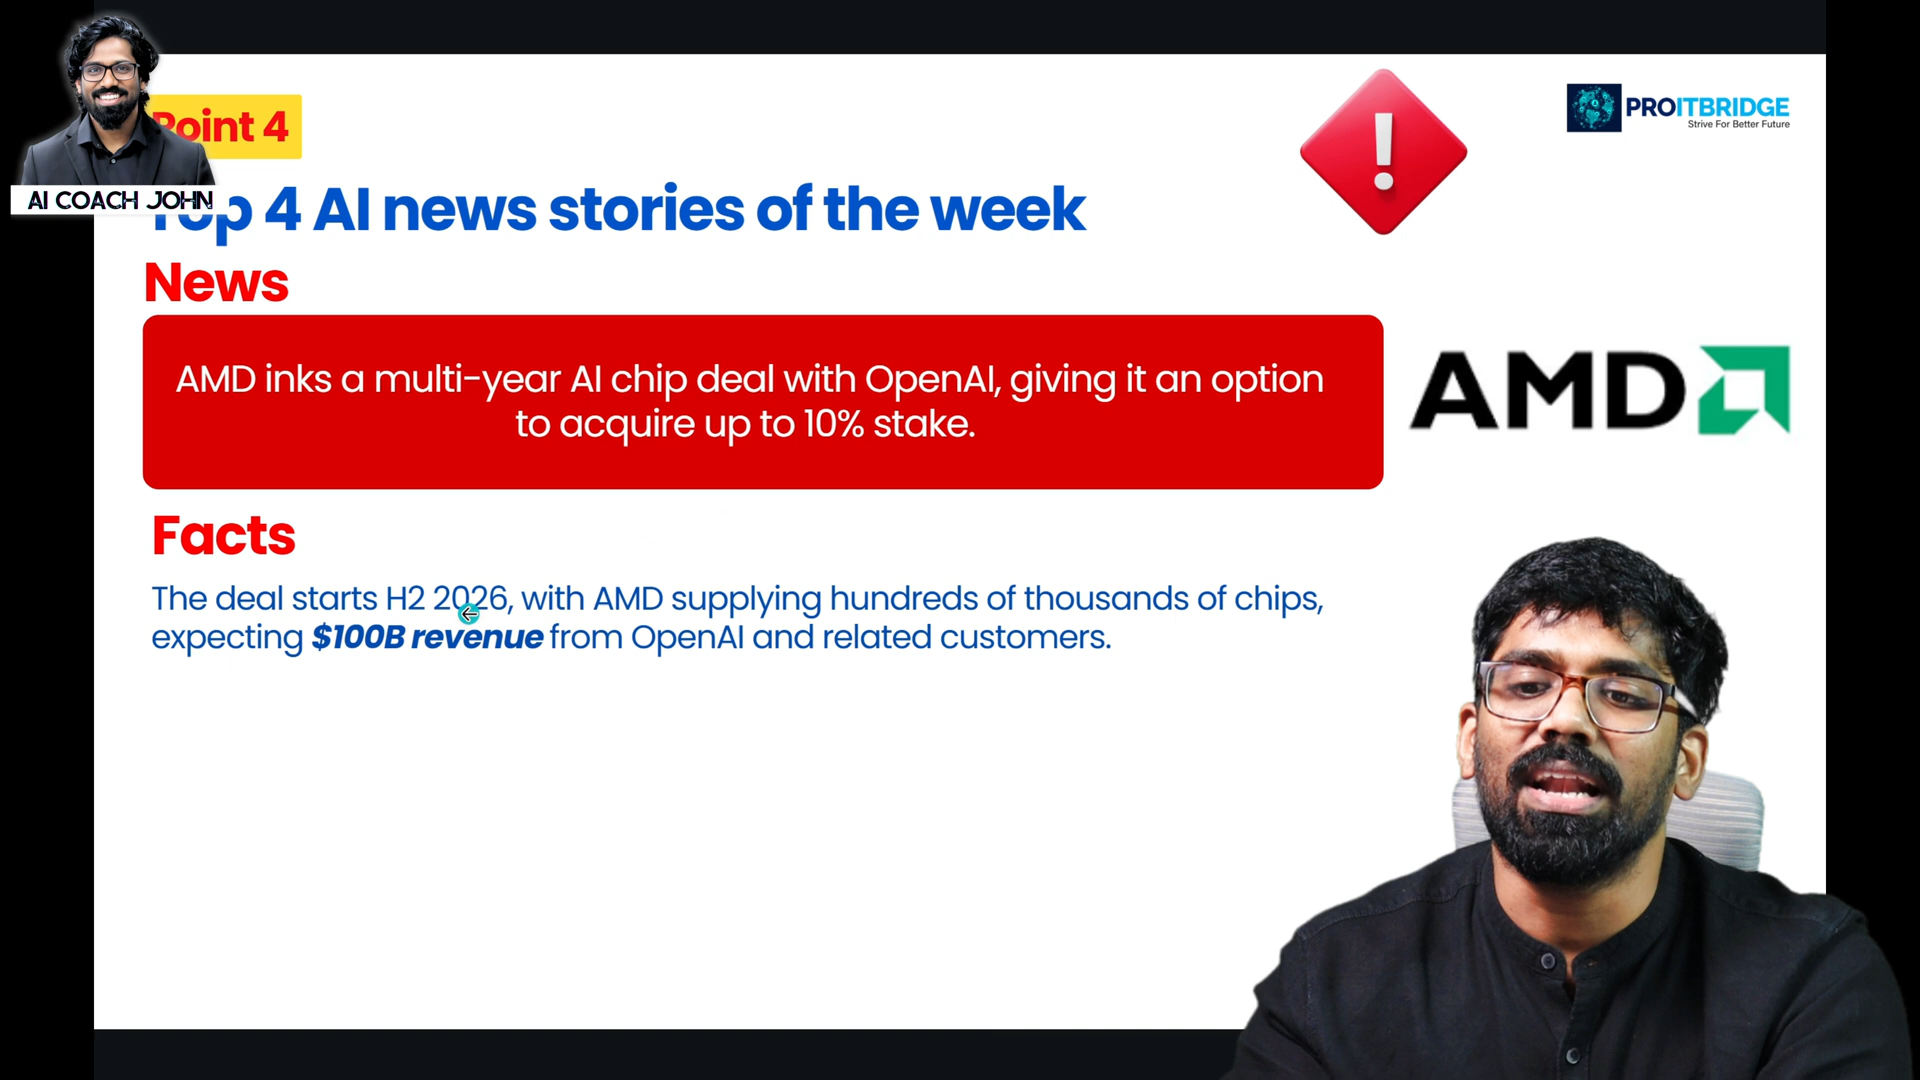 Point 4
PROITBRIDGE
Strive For Better Future
AI COACH JOHN
Top 4 AI news stories of the week
News
AMD inks a multi-year AI chip deal with OpenAI, giving it an option
to acquire up to 10% stake.
AMD
Facts
The deal starts H2 2026, with AMD supplying hundreds of thousands of chips,
expecting $100B revenue from OpenAI and related customers.